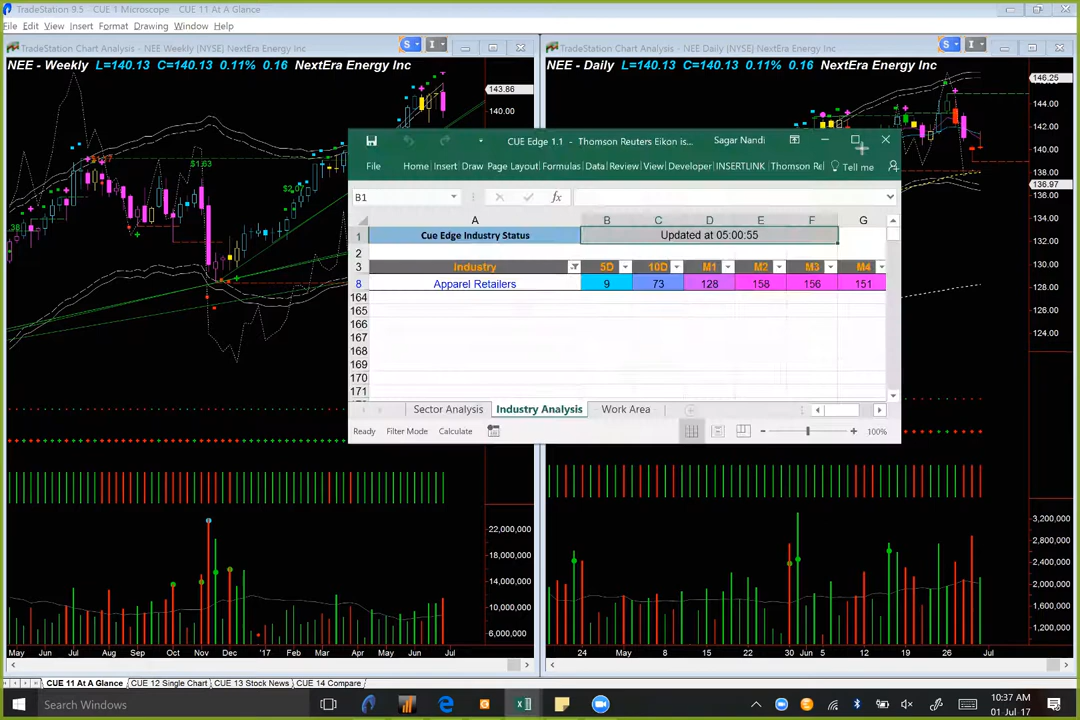 TradeStation 9.5 - CUE 1 Microscope - CUE 11 At A Glance
File Edit View Insert Format Drawing Window Help
TradeStation Chart Analysis - NEE Weekly (NYSE) NextEra Energy Inc
S I
TradeStation Chart Analysis - NEE Daily (NYSE) NextEra Energy Inc
S I
NEE - Weekly L=140.13 C=140.13 0.11% 0.16 NextEra Energy Inc
NEE - Daily L=140.13 C=140.13 0.11% 0.16 NextEra Energy Inc
143.86
140.00
$1.63
146.25
144.00
142.00
140.00
138.00
136.97
136.00
134.00
132.00
130.00
128.00
126.00
124.00
CUE Edge 1.1 - Thomson Reuters Eikon is... Sagar Nandi
File Home Insert Draw Page Layout Formulas Data Review View Developer INSERTLINK Thomson Re Tell me
B1 fx
A B C D E F G
1 Cue Edge Industry Status Updated at 05:00:55
2
3 Industry 5D 10D M1 M2 M3 M4
8 Apparel Retailers 9 73 128 158 156 151
164
165
166
167
168
169
170
171
Sector Analysis Industry Analysis Work Area
Ready Filter Mode Calculate 100%
22,000,000
18,000,000
14,000,000
10,000,000
6,000,000
3,200,000
2,800,000
2,400,000
2,000,000
1,600,000
1,200,000
May Jun Jul Aug Sep Oct Nov Dec '17 Feb Mar Apr May Jun Jul
24 May 8 15 22 30 Jun 5 12 19 26 Jul
CUE 11 At A Glance CUE 12 Single Chart CUE 13 Stock News CUE 14 Compare
Search Windows
10:37 AM
01 Jul 17